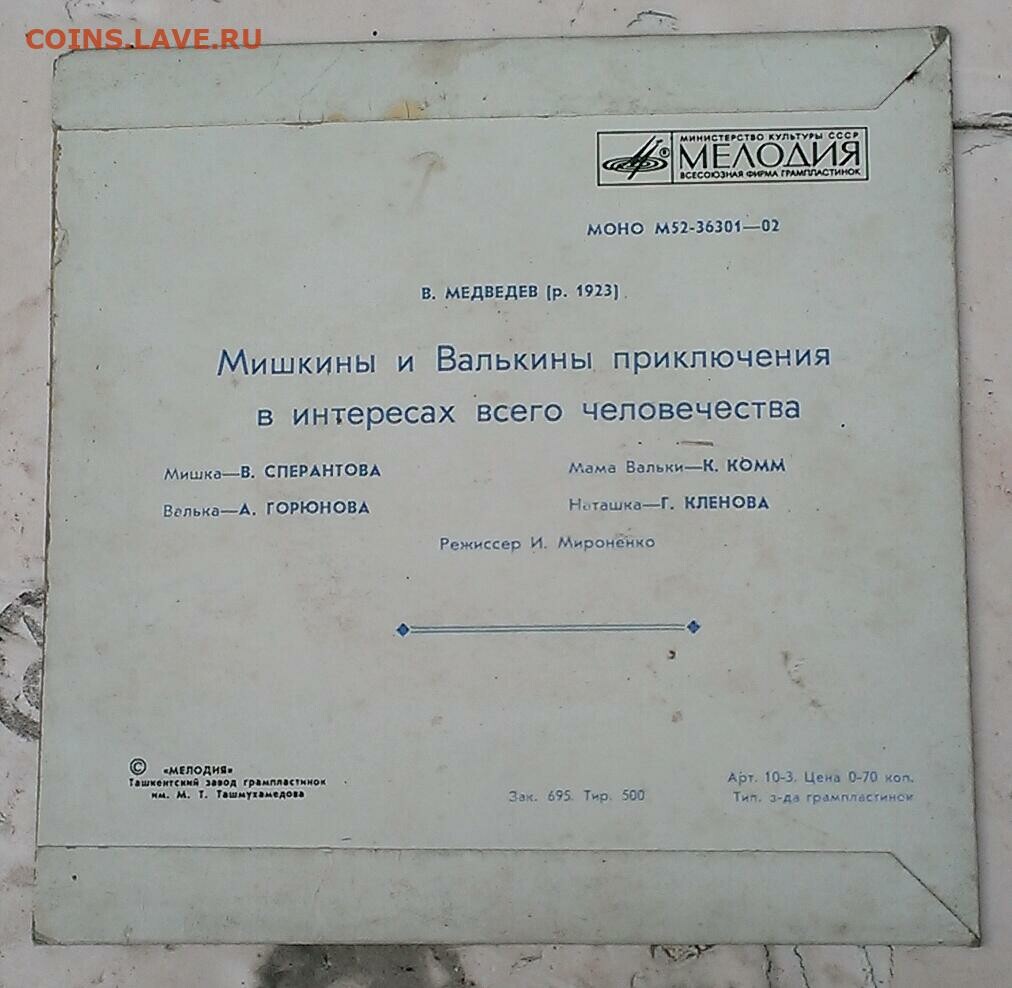 COINS.LAVE.RU
МИНИСТЕРСТВО КУЛЬТУРЫ СССР
МЕЛОДИЯ
ВСЕСОЮЗНАЯ ФИРМА ГРАМПЛАСТИНОК
МОНО М52-36301—02
В. МЕДВЕДЕВ (р. 1923)
Мишкины и Валькины приключения
в интересах всего человечества
Мишка—В. СПЕРАНТОВА
Мама Вальки—К. КОММ
Валька—А. ГОРЮНОВА
Наташка—Г. КЛЕНОВА
Режиссер И. Мироненко
© «МЕЛОДИЯ»
Ташкентский завод грампластинок
им. М. Т. Ташмухамедова
Зак. 695. Тир. 500
Арт. 10-3. Цена 0-70 коп.
Тип. з-да грампластинок